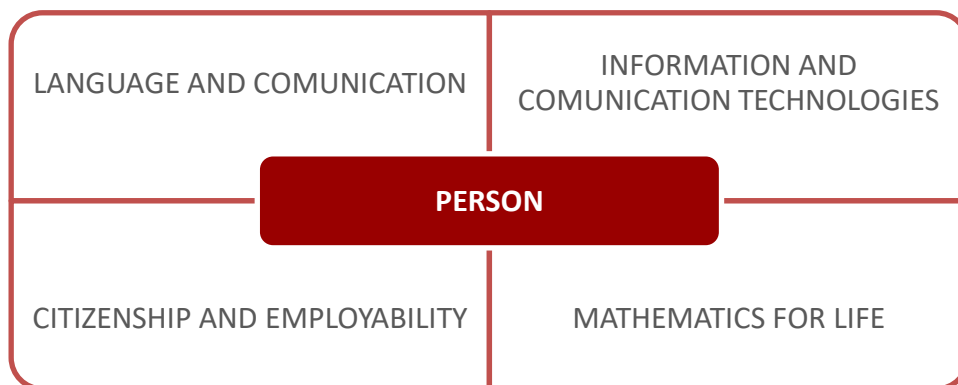 LANGUAGE AND COMUNICATION
INFORMATION AND
COMUNICATION TECHNOLOGIES
PERSON
CITIZENSHIP AND EMPLOYABILITY
MATHEMATICS FOR LIFE